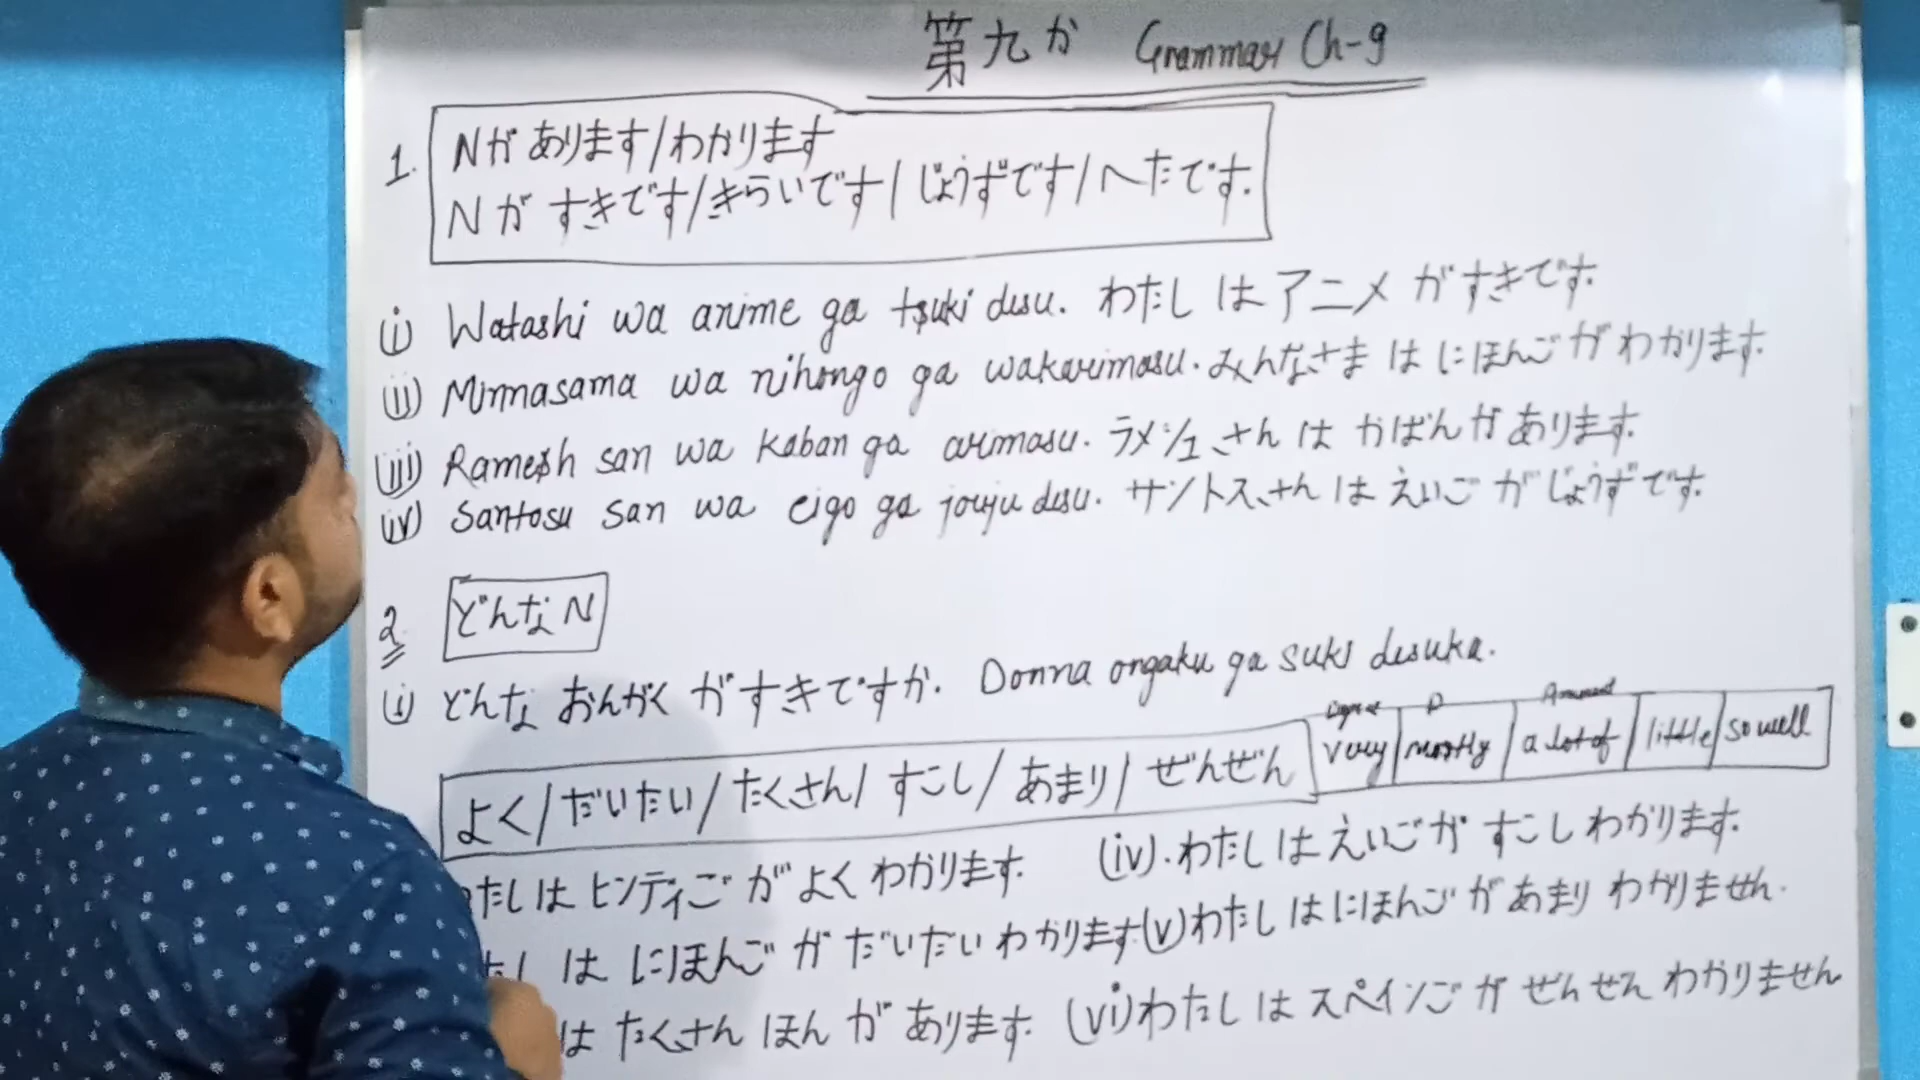 第九か Grammar Ch-9
1. Nが あります/わかります
Nが すきです/きらいです/じょうずです/へたです.
(i) Watashi wa anime ga tsuki desu. わたし は アニメ がすきです.
(ii) Minnasama wa nihongo ga wakarimasu. みんなさま は にほんご が わかります.
(iii) Ramesh san wa kaban ga arimasu. ラメシュさん は かばんが あります.
(iv) Santosu san wa eigo ga jouju desu. サントスさん は えいご が じょうず です.
2 どんな N
(i) どんな おんがく がすきですか. Donna ongaku ga suki desuka.
よく/だいたい/たくさん/すこし/あまり/ぜんぜん very mostly a lot of little so well
たしは ヒンディご がよく わかります. (iv). わたし は えいご が すこし わかります.
は にほんご が だいたい わかります (v) わたし は にほんご が あまり わかりません.
は たくさん ほん が あります. (vi) わたし は スペインご が ぜんぜん わかりません